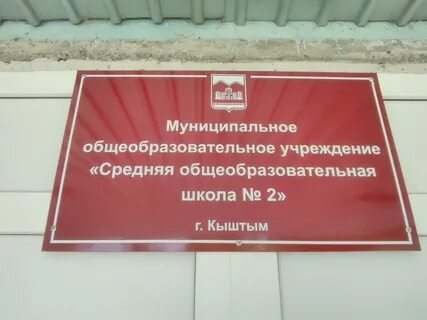 Муниципальное
общеобразовательное учреждение
«Средняя общеобразовательная
школа № 2»
г. Кыштым